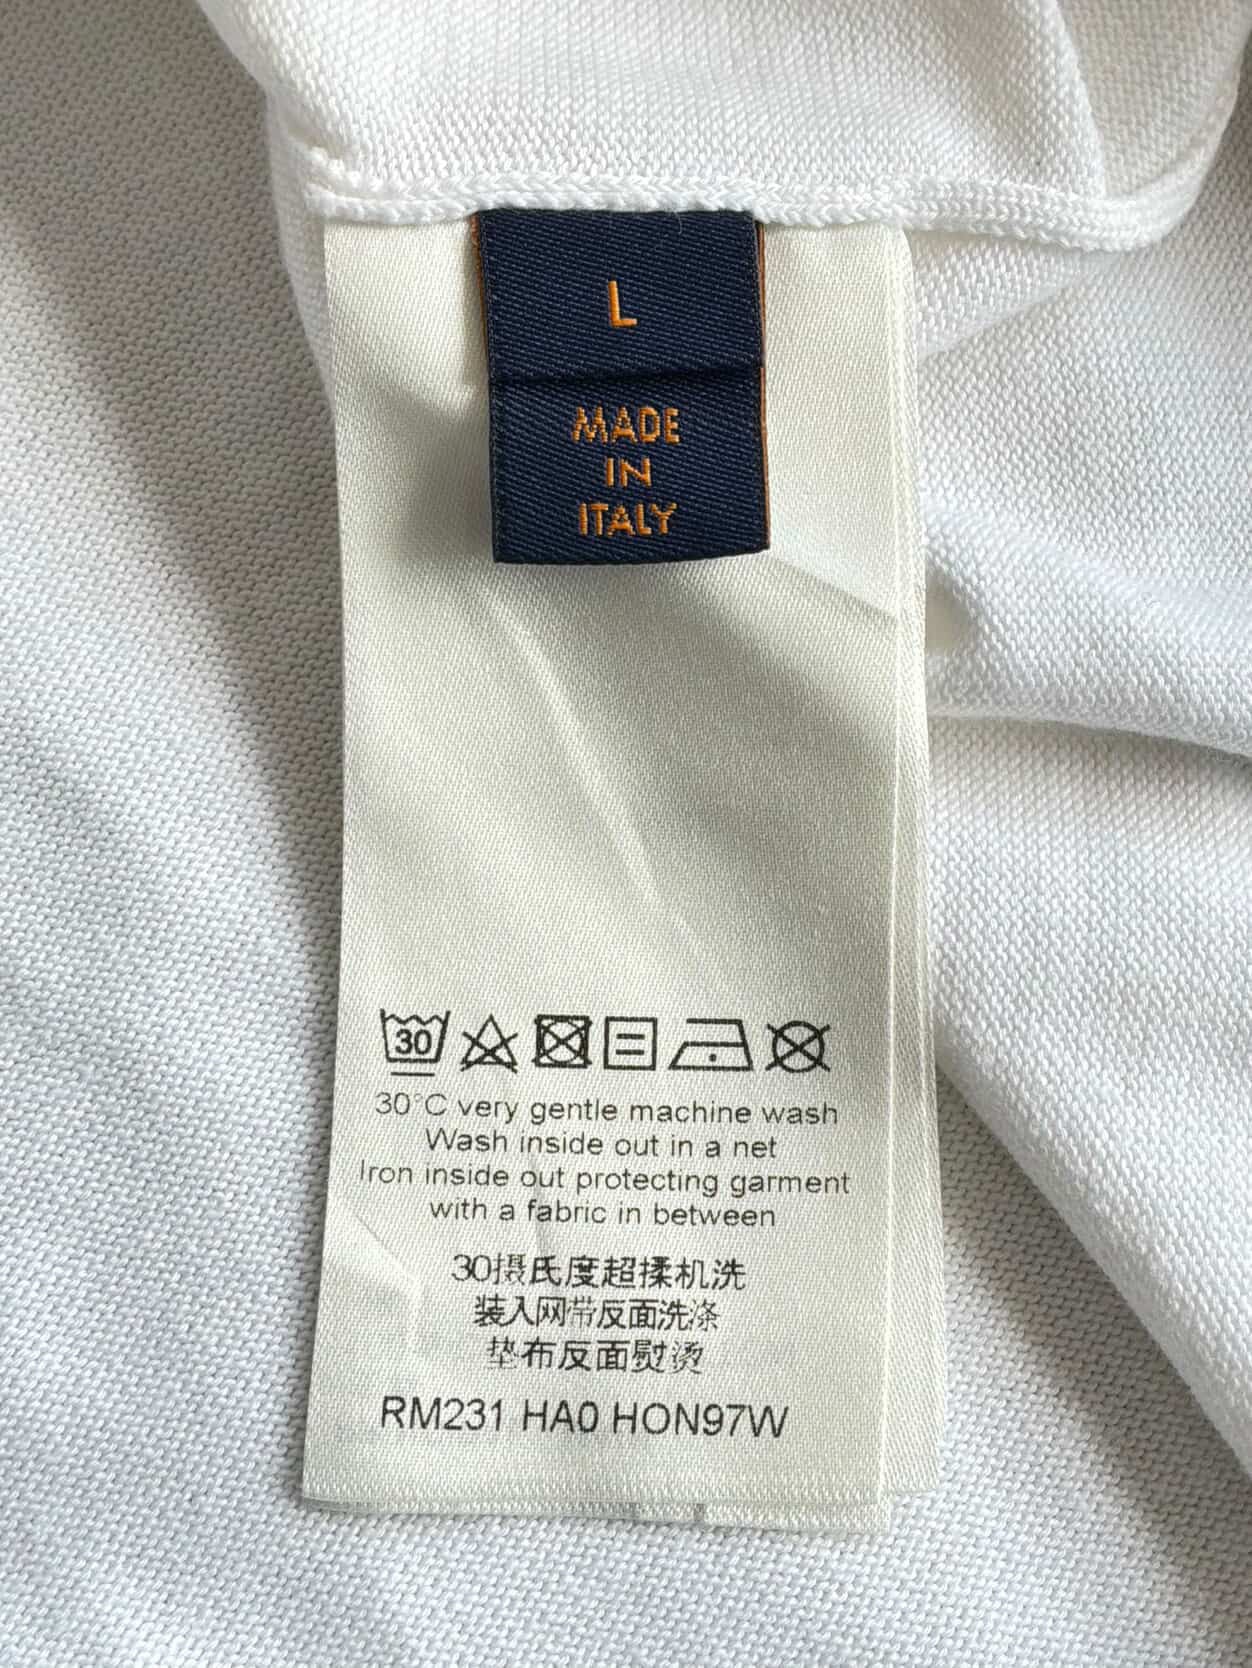 L
MADE
IN
ITALY
30
30°C very gentle machine wash
Wash inside out in a net
Iron inside out protecting garment
with a fabric in between
30摄氏度超揉机洗
装入网带反面洗涤
垫布反面熨烫
RM231 HA0 HON97W